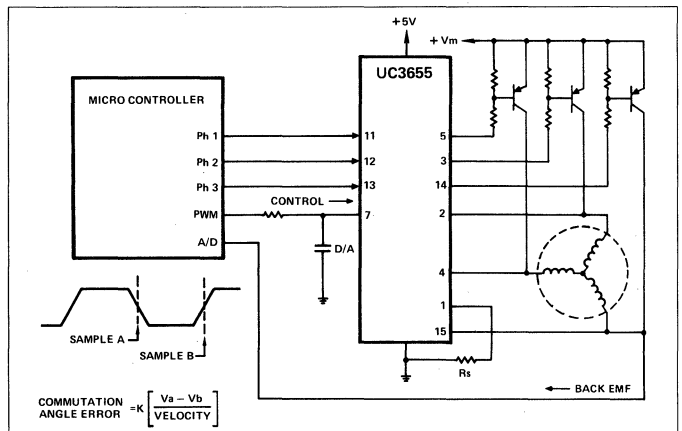 +5V
+ Vm
UC3655
MICRO CONTROLLER
Ph 1
11
5
Ph 2
12
3
Ph 3
13
14
CONTROL
PWM
7
2
A/D
D/A
4
1
15
SAMPLE A
SAMPLE B
Rs
BACK EMF
COMMUTATION
ANGLE ERROR =K [ Va – Vb / VELOCITY ]